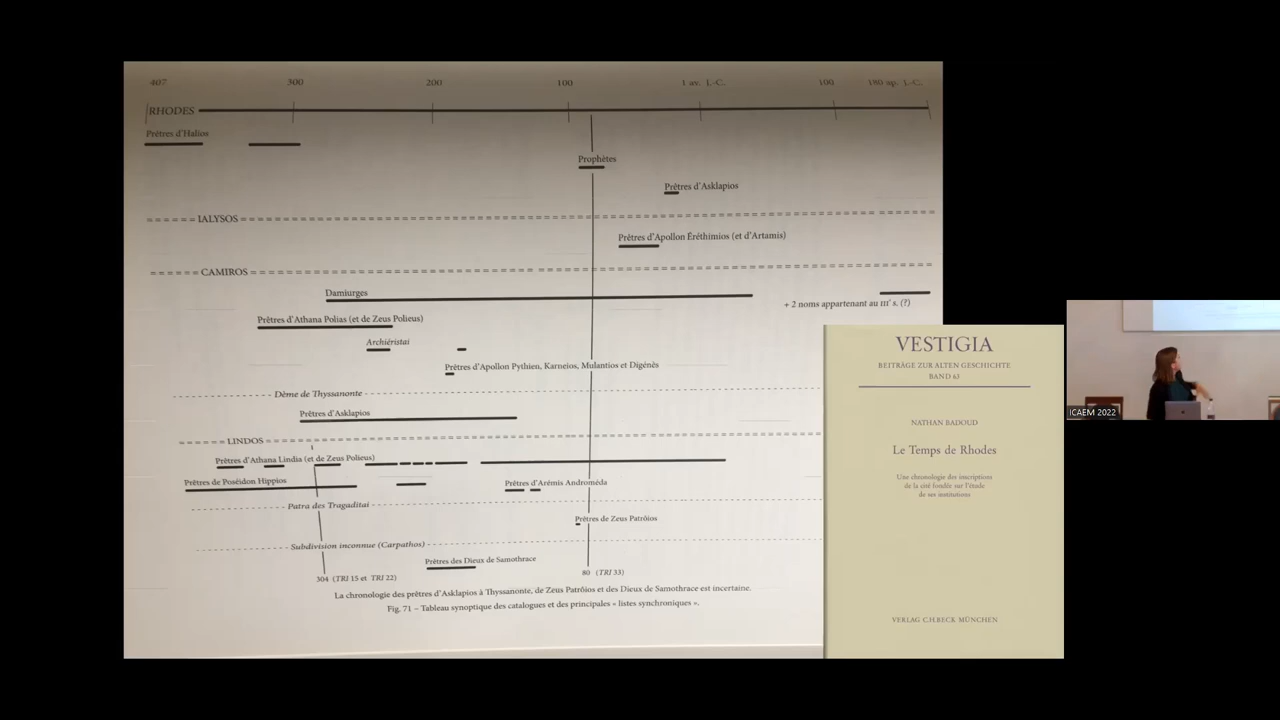 407 300 200 100 1 av. J.-C. 100 180 ap. J.-C.
RHODES
Prêtres d'Halios
Prophètes
Prêtres d'Asklapios
IALYSOS
Prêtres d'Apollon Éréthimios (et d'Artamis)
CAMIROS
Damiurges
+ 2 noms appartenant au IIIᵉ s. (?)
Prêtres d'Athana Polias (et de Zeus Polieus)
Archiéristai
Prêtres d'Apollon Pythien, Karneios, Mulantios et Digénès
Dème de Thyssanonte
Prêtres d'Asklapios
LINDOS
Prêtres d'Athana Lindia (et de Zeus Polieus)
Prêtres de Poséidon Hippios
Prêtres d'Arémis Androméda
Patra des Tragaditai
Prêtres de Zeus Patrôios
Subdivision inconnue (Carpathos)
Prêtres des Dieux de Samothrace
304 (TRI 15 et TRI 22)
80 (TRI 33)
La chronologie des prêtres d'Asklapios à Thyssanonte, de Zeus Patrôios et des Dieux de Samothrace est incertaine.
Fig. 71 – Tableau synoptique des catalogues et des principales « listes synchroniques ».
VESTIGIA
BEITRÄGE ZUR ALTEN GESCHICHTE
BAND 63
NATHAN BADOUD
Le Temps de Rhodes
Une chronologie des inscriptions
de la cité fondée sur l'étude
de ses institutions
VERLAG C.H.BECK MÜNCHEN
ICAEM 2022